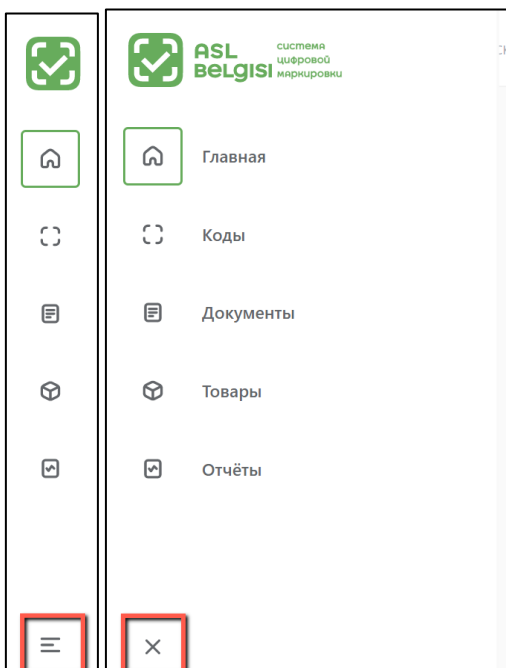 ASL
BELGISI
система
цифровой
маркировки
Главная
Коды
Документы
Товары
Отчёты